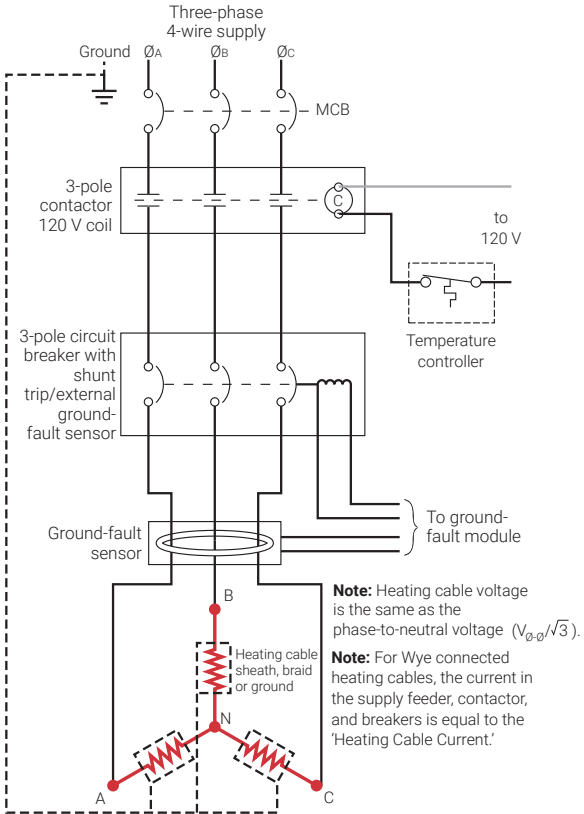 Three-phase
4-wire supply
Ground
ØA
ØB
ØC
MCB
3-pole
contactor
120 V coil
C
to
120 V
Temperature
controller
3-pole circuit
breaker with
shunt
trip/external
ground-
fault sensor
To ground-
fault module
Ground-fault
sensor
Note: Heating cable voltage
is the same as the
phase-to-neutral voltage (VØ-Ø/√3).
Note: For Wye connected
heating cables, the current in
the supply feeder, contactor,
and breakers is equal to the
‘Heating Cable Current.’
B
Heating cable
sheath, braid
or ground
N
A
C